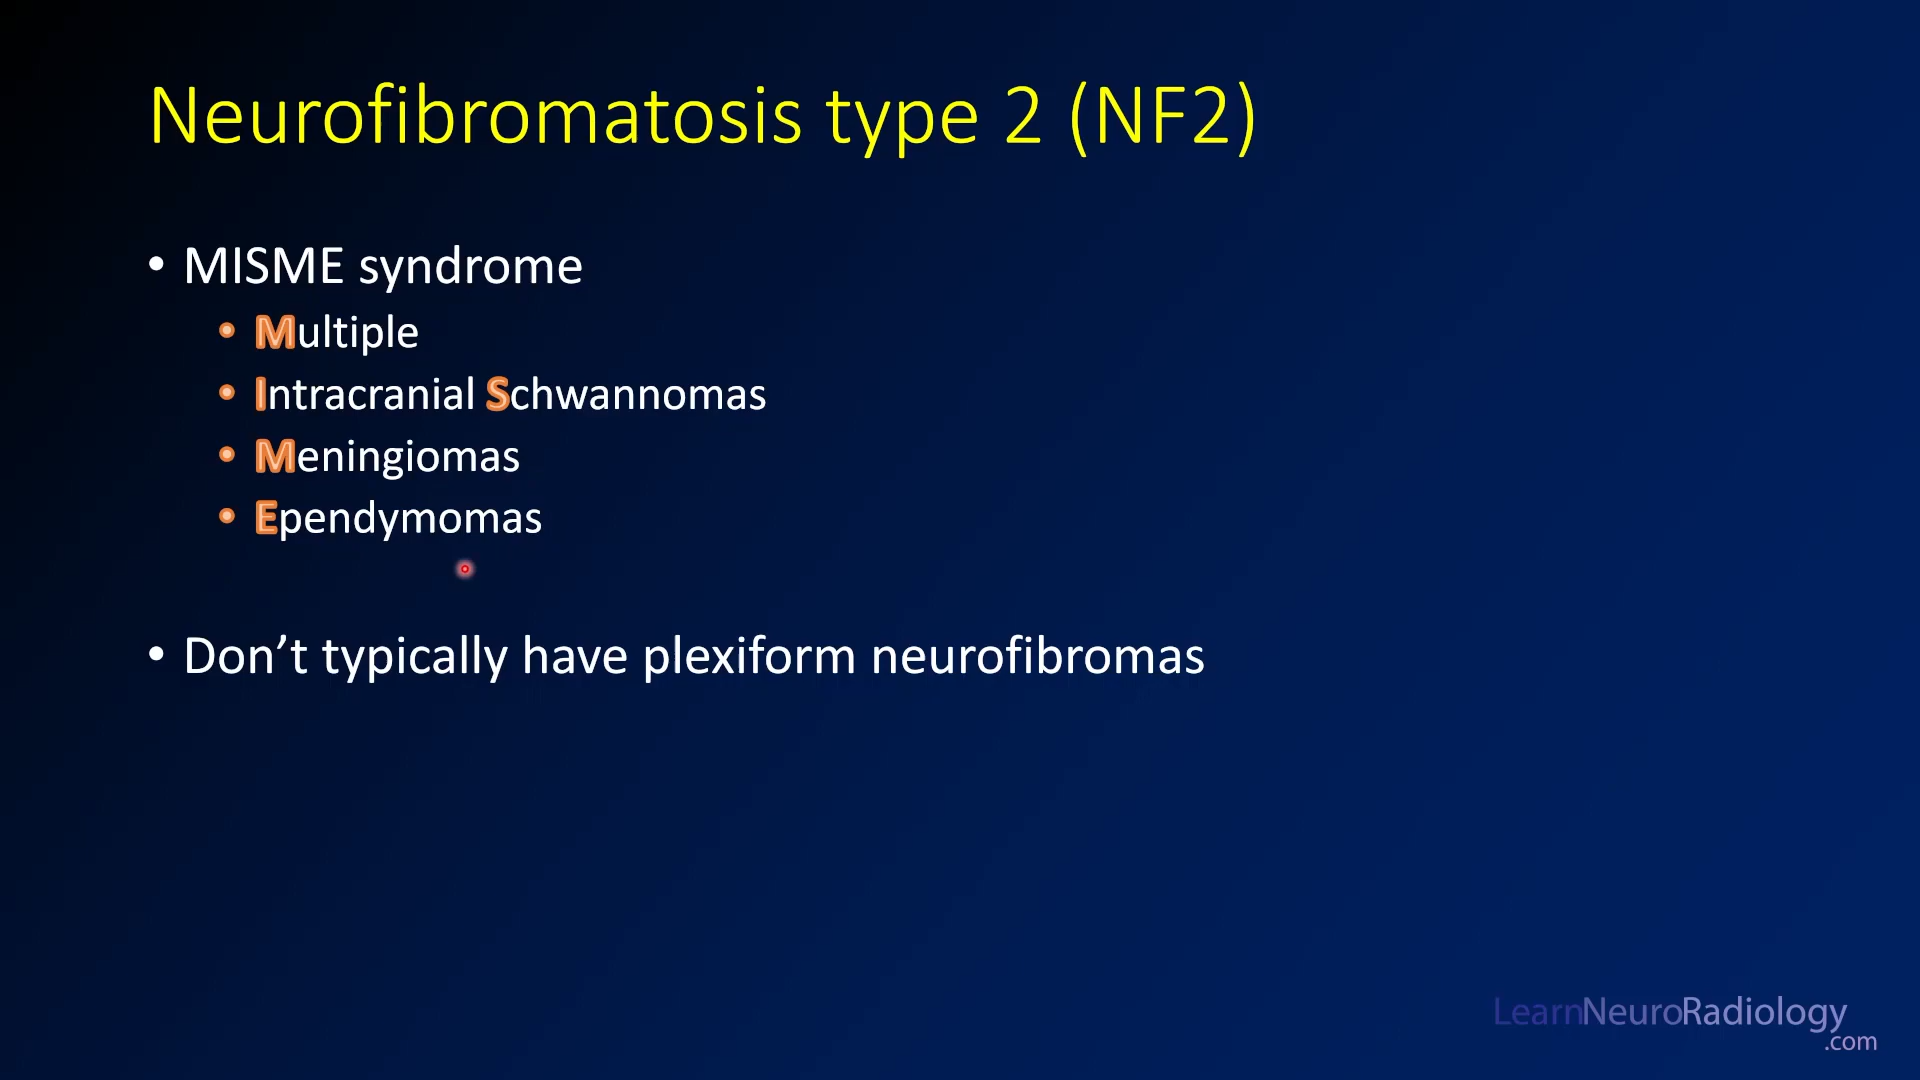 Neurofibromatosis type 2 (NF2)
• MISME syndrome
• Multiple
• Intracranial Schwannomas
• Meningiomas
• Ependymomas
• Don’t typically have plexiform neurofibromas
LearnNeuroRadiology
.com